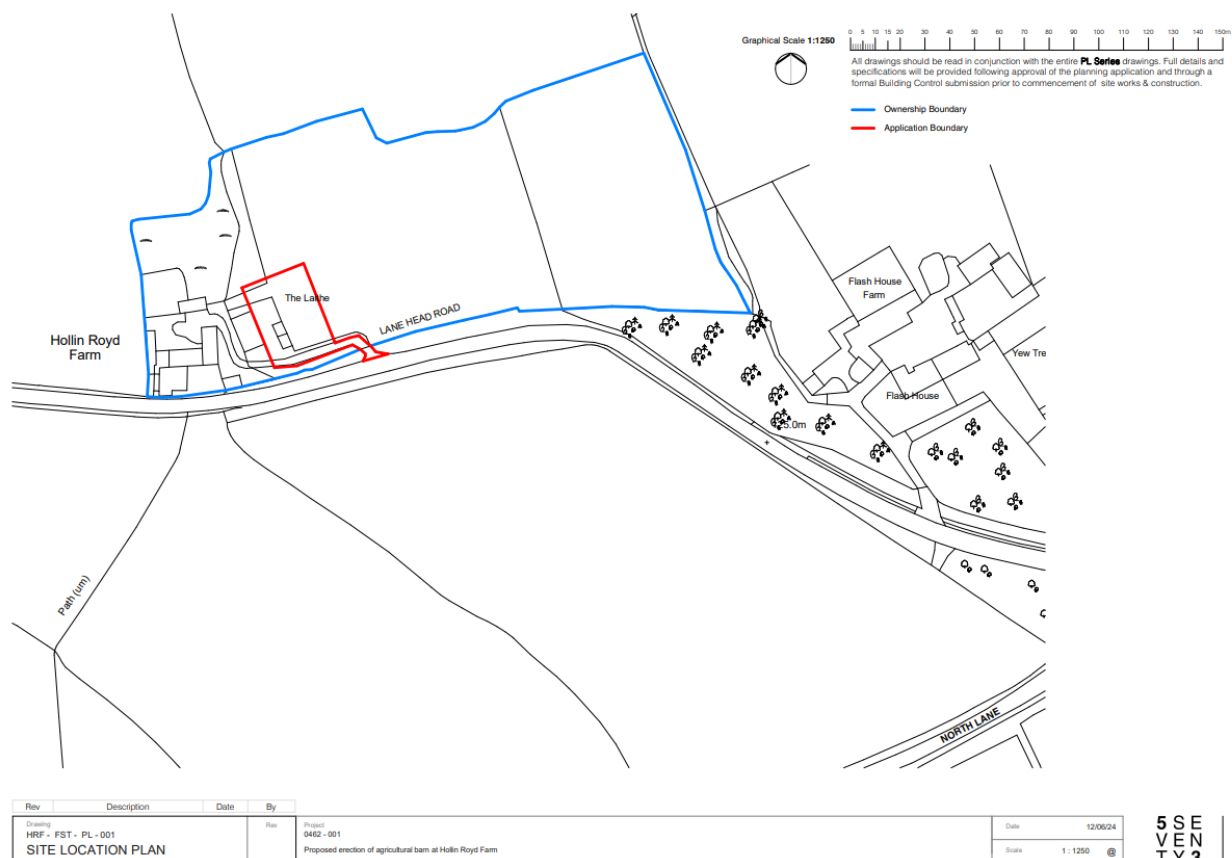 Graphical Scale 1:1250
0 5 10 15 20 30 40 50 60 70 80 90 100 110 120 130 140 150m
All drawings should be read in conjunction with the entire PL Series drawings. Full details and
specifications will be provided following approval of the planning application and through a
formal Building Control submission prior to commencement of site works & construction.
Ownership Boundary
Application Boundary
Flash House
Farm
The Laithe
LANE HEAD ROAD
Hollin Royd
Farm
Yew Tre
Flash House
5.0m
Path (um)
NORTH LANE
Rev Description Date By
Drawing
HRF - FST - PL - 001
SITE LOCATION PLAN
Rev
Project
0462 - 001
Proposed erection of agricultural barn at Hollin Royd Farm
Date 12/06/24
Scale 1 : 1250 @
5 S E
V E N
T Y 3